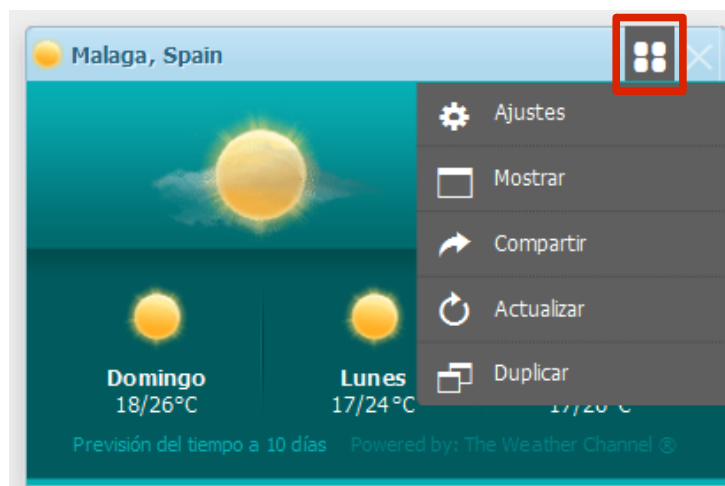 Malaga, Spain
Ajustes
Mostrar
Compartir
Actualizar
Duplicar
Domingo
Lunes
18/26°C
17/24°C
Previsión del tiempo a 10 días Powered by: The Weather Channel ®